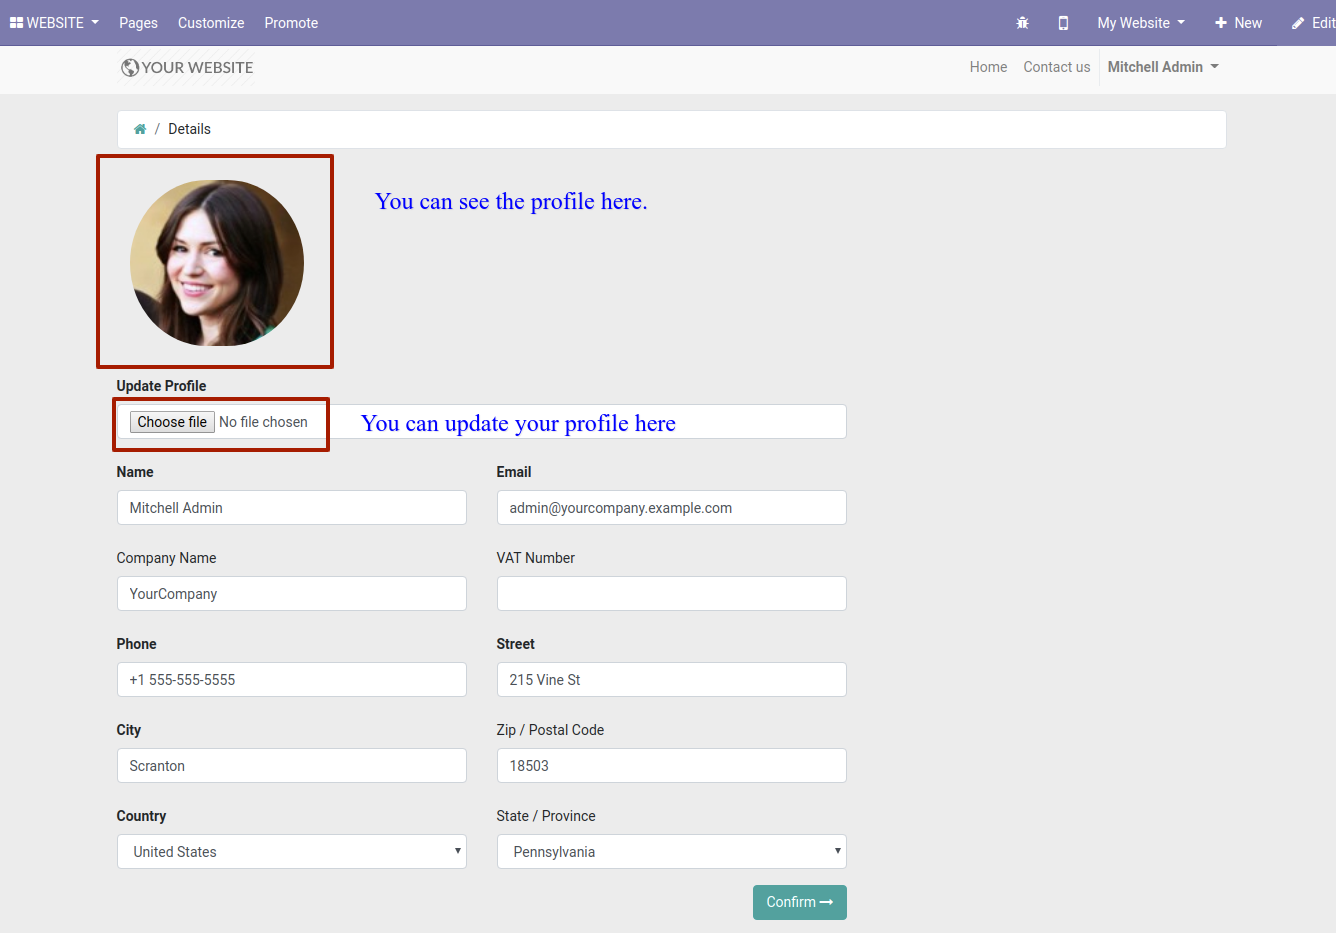 WEBSITE Pages Customize Promote My Website New Edit
YOUR WEBSITE Home Contact us Mitchell Admin
/ Details
You can see the profile here.
Update Profile
Choose file No file chosen You can update your profile here
Name Email
Mitchell Admin admin@yourcompany.example.com
Company Name VAT Number
YourCompany
Phone Street
+1 555-555-5555 215 Vine St
City Zip / Postal Code
Scranton 18503
Country State / Province
United States Pennsylvania
Confirm